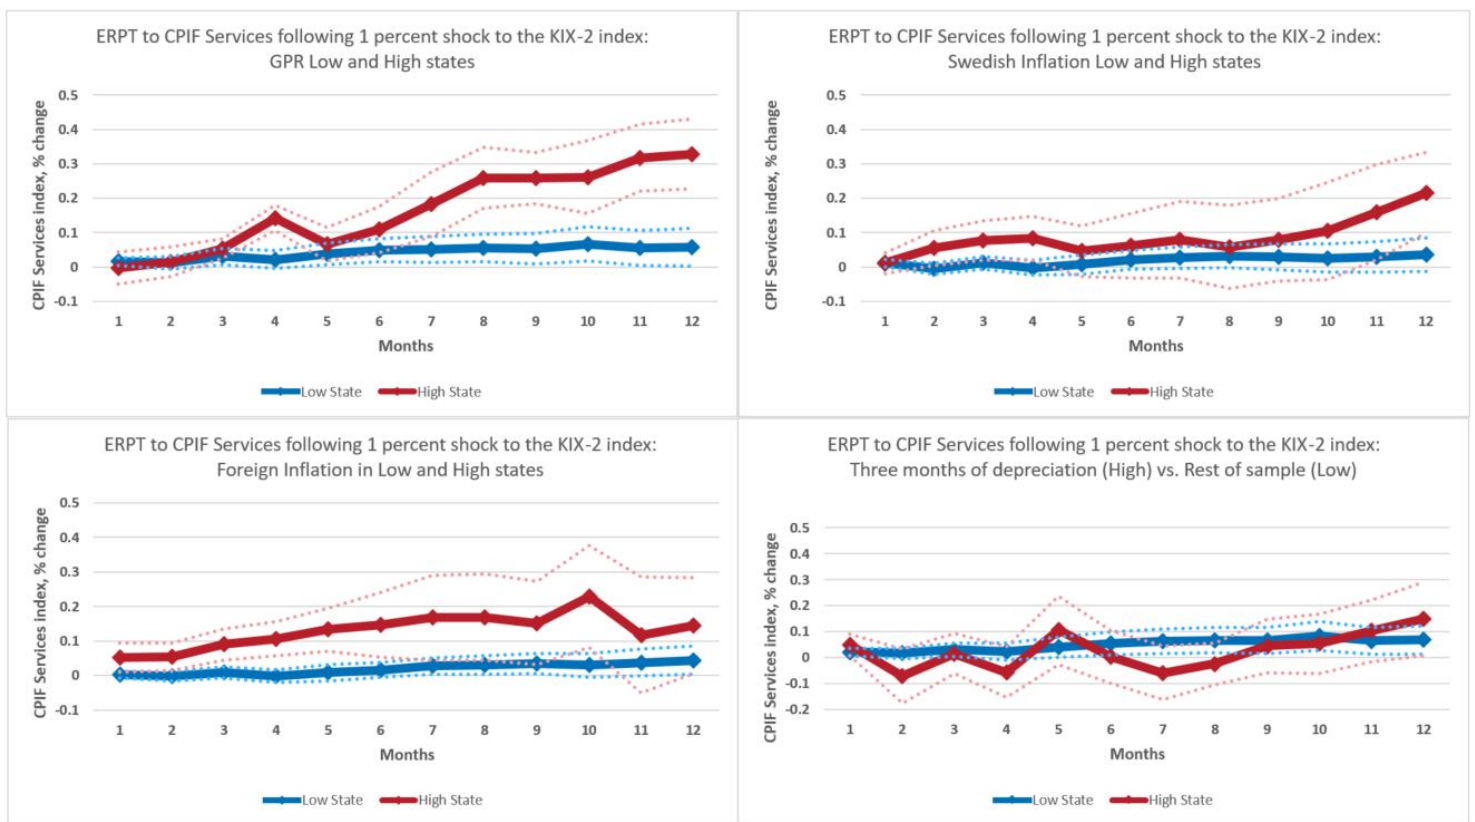 ERPT to CPIF Services following 1 percent shock to the KIX-2 index:
GPR Low and High states
CPIF Services index, % change
0.5
0.4
0.3
0.2
0.1
0
-0.1
1 2 3 4 5 6 7 8 9 10 11 12
Months
Low State High State
ERPT to CPIF Services following 1 percent shock to the KIX-2 index:
Swedish Inflation Low and High states
CPIF Services index, % change
0.5
0.4
0.3
0.2
0.1
0
-0.1
1 2 3 4 5 6 7 8 9 10 11 12
Months
Low State High State
ERPT to CPIF Services following 1 percent shock to the KIX-2 index:
Foreign Inflation in Low and High states
CPIF Services index, % change
0.5
0.4
0.3
0.2
0.1
0
-0.1
1 2 3 4 5 6 7 8 9 10 11 12
Months
Low State High State
ERPT to CPIF Services following 1 percent shock to the KIX-2 index:
Three months of depreciation (High) vs. Rest of sample (Low)
CPIF Services index, % change
0.5
0.4
0.3
0.2
0.1
0
-0.1
-0.2
1 2 3 4 5 6 7 8 9 10 11 12
Months
Low State High State